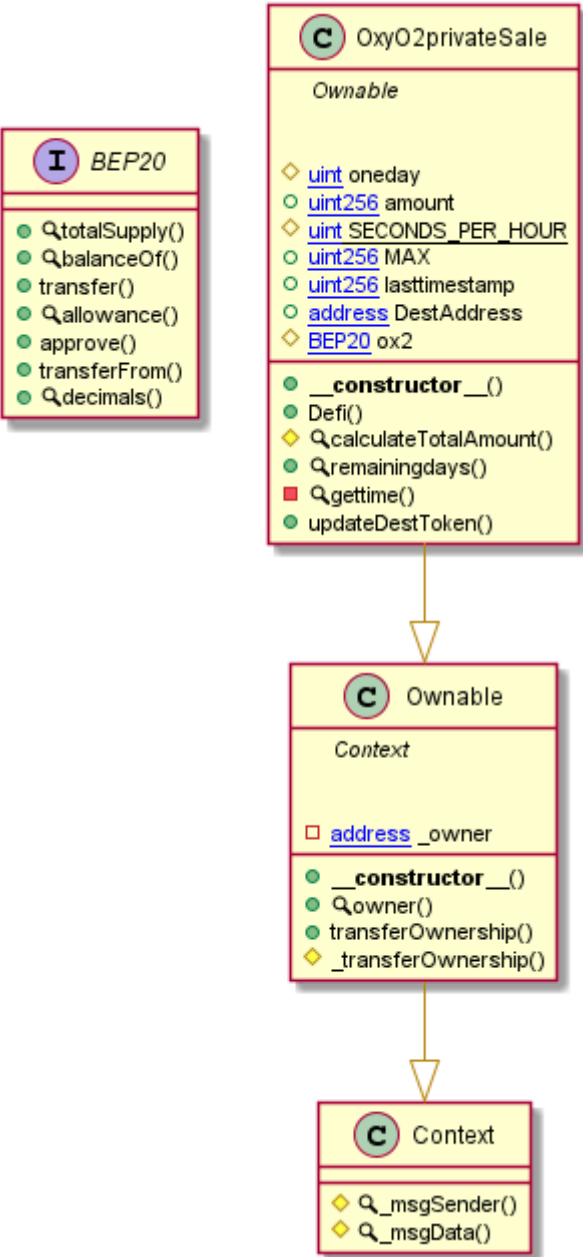 I BEP20
totalSupply()
balanceOf()
transfer()
allowance()
approve()
transferFrom()
decimals()
C OxyO2privateSale
Ownable
uint oneday
uint256 amount
uint SECONDS_PER_HOUR
uint256 MAX
uint256 lasttimestamp
address DestAddress
BEP20 ox2
__constructor__()
Defi()
calculateTotalAmount()
remainingdays()
gettime()
updateDestToken()
C Ownable
Context
address _owner
__constructor__()
owner()
transferOwnership()
_transferOwnership()
C Context
_msgSender()
_msgData()